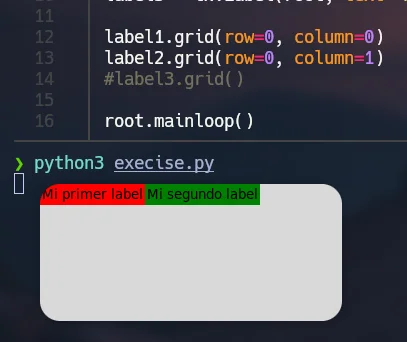 11
12 label1.grid(row=0, column=0)
13 label2.grid(row=0, column=1)
14 #label3.grid()
15
16 root.mainloop()
❯ python3 execise.py
Mi primer label Mi segundo label